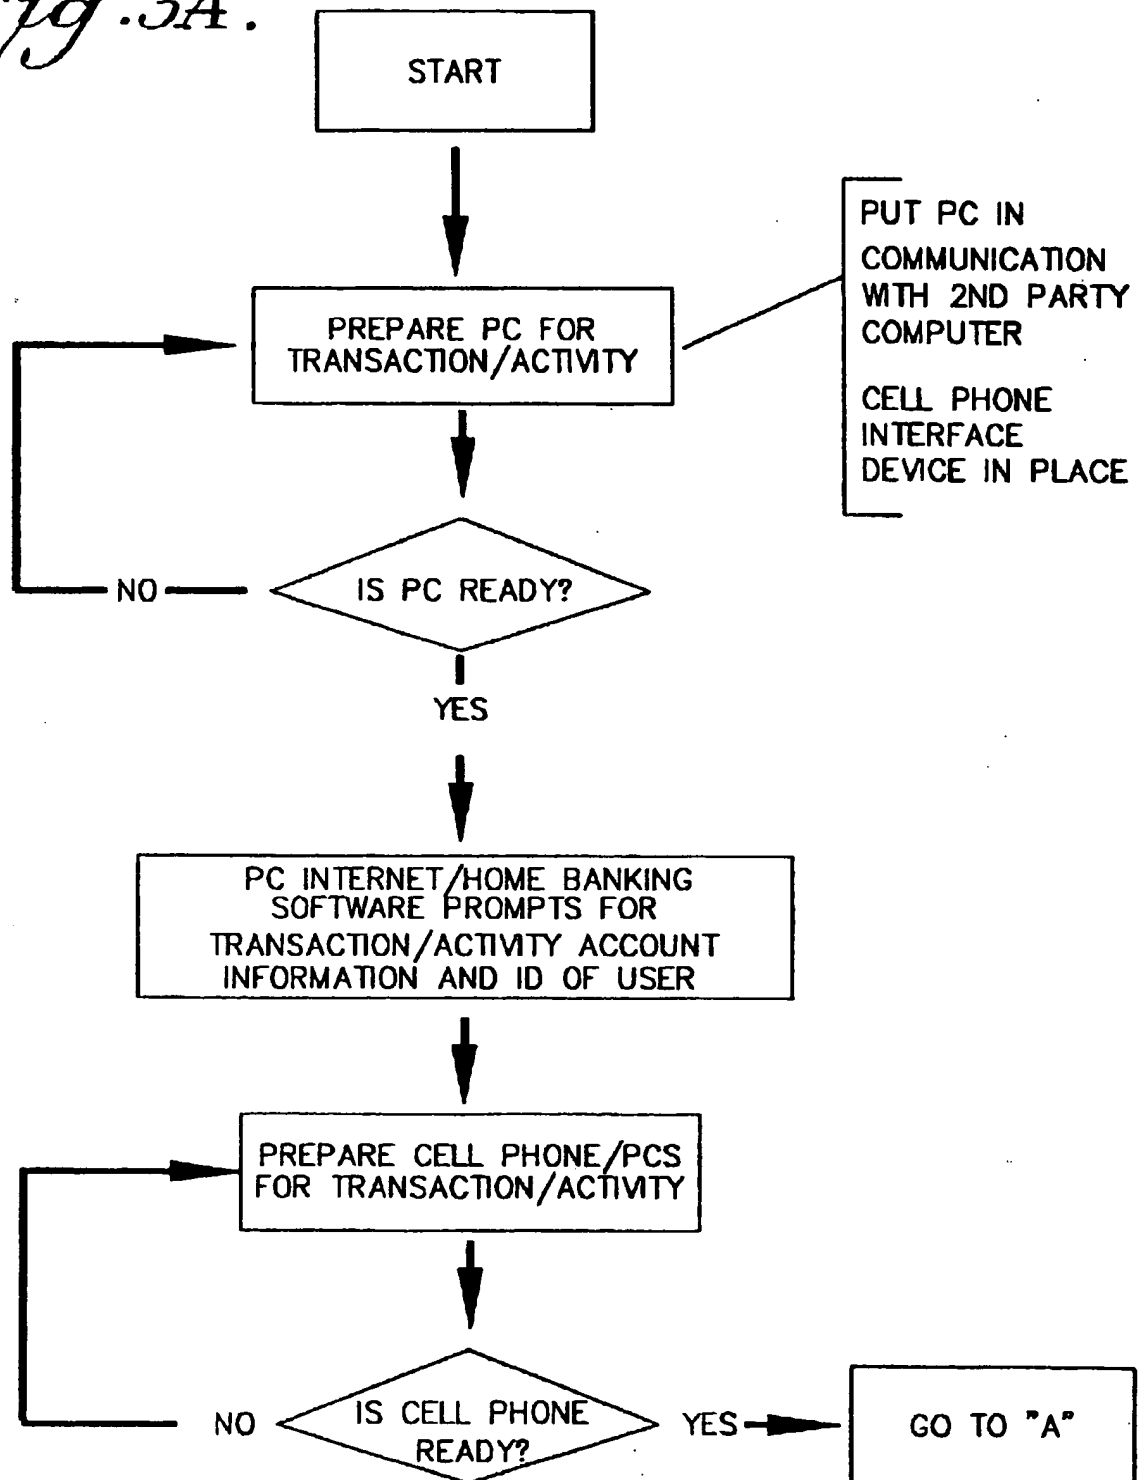 Fig.3A.
START
PUT PC IN
COMMUNICATION
WITH 2ND PARTY
COMPUTER
CELL PHONE
INTERFACE
DEVICE IN PLACE
PREPARE PC FOR
TRANSACTION/ACTIVITY
IS PC READY?
NO
YES
PC INTERNET/HOME BANKING
SOFTWARE PROMPTS FOR
TRANSACTION/ACTIVITY ACCOUNT
INFORMATION AND ID OF USER
PREPARE CELL PHONE/PCS
FOR TRANSACTION/ACTIVITY
IS CELL PHONE
READY?
NO
YES
GO TO "A"